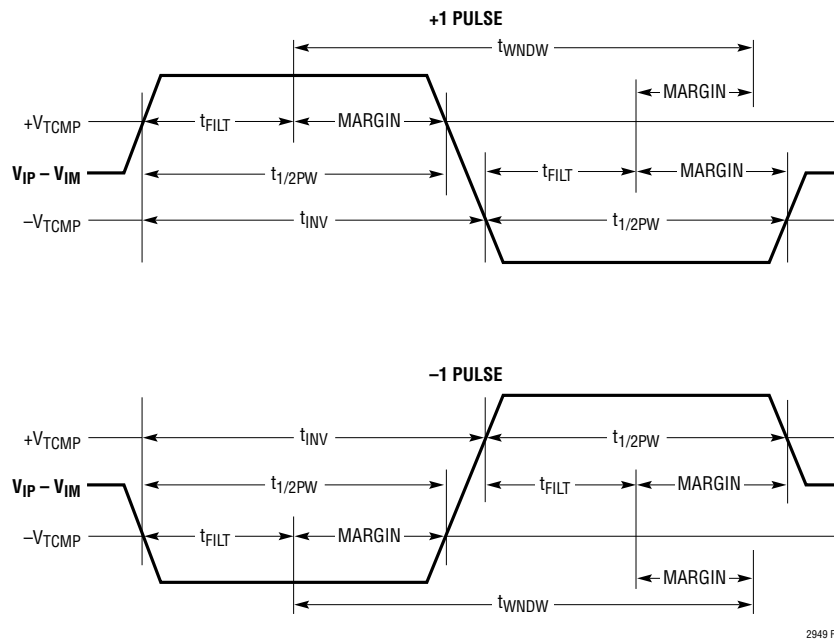 +1 PULSE
tWNDW
MARGIN
+VTCMP
tFILT
MARGIN
VIP – VIM
t1/2PW
tFILT
MARGIN
–VTCMP
tINV
t1/2PW
–1 PULSE
+VTCMP
tINV
t1/2PW
VIP – VIM
t1/2PW
tFILT
MARGIN
–VTCMP
tFILT
MARGIN
MARGIN
tWNDW
2949 F